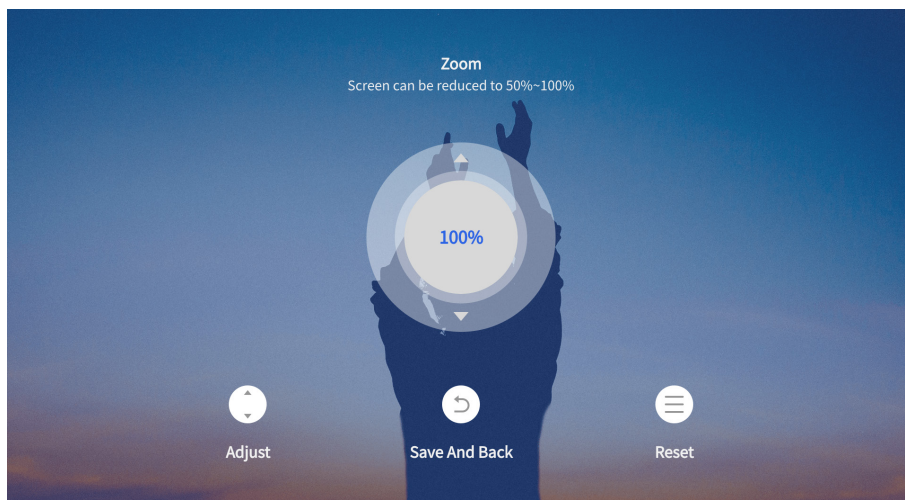 Zoom
Screen can be reduced to 50%~100%
100%
Adjust
Save And Back
Reset